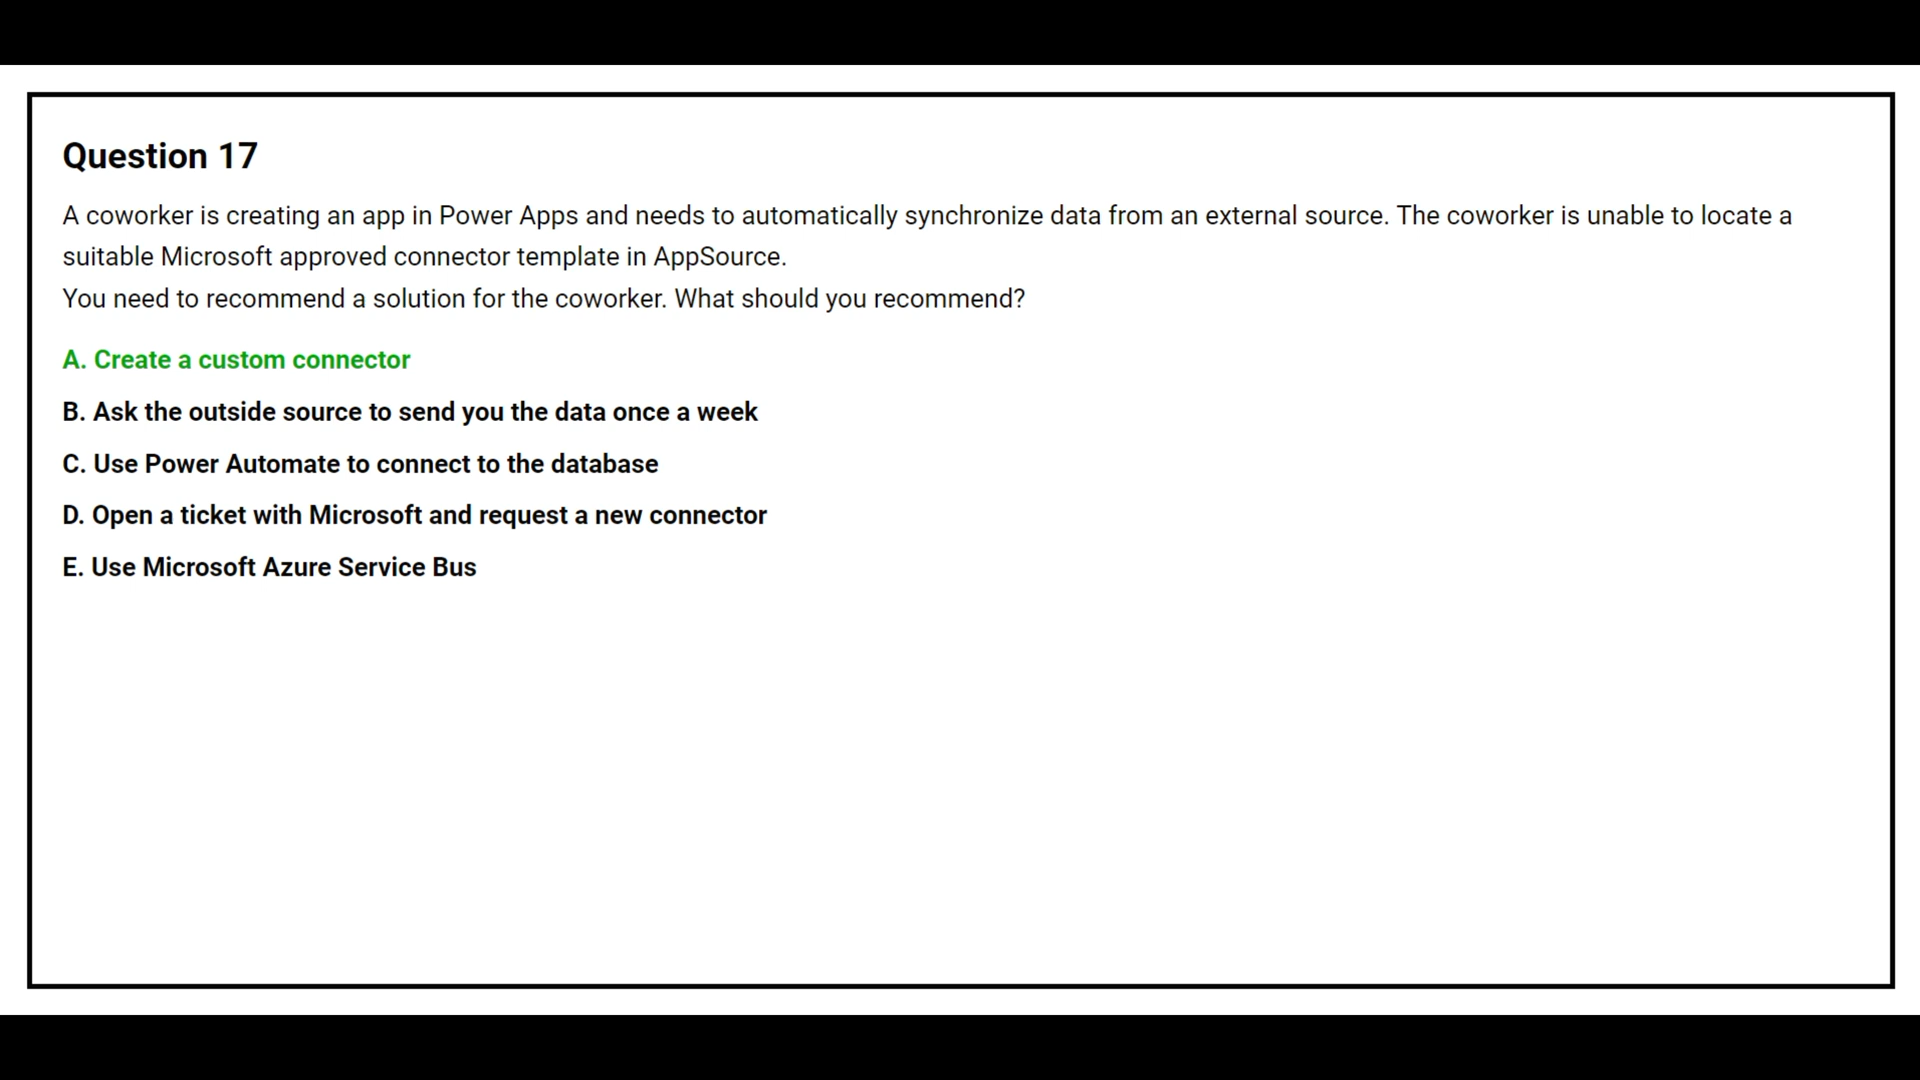 Question 17
A coworker is creating an app in Power Apps and needs to automatically synchronize data from an external source. The coworker is unable to locate a
suitable Microsoft approved connector template in AppSource.
You need to recommend a solution for the coworker. What should you recommend?
A. Create a custom connector
B. Ask the outside source to send you the data once a week
C. Use Power Automate to connect to the database
D. Open a ticket with Microsoft and request a new connector
E. Use Microsoft Azure Service Bus